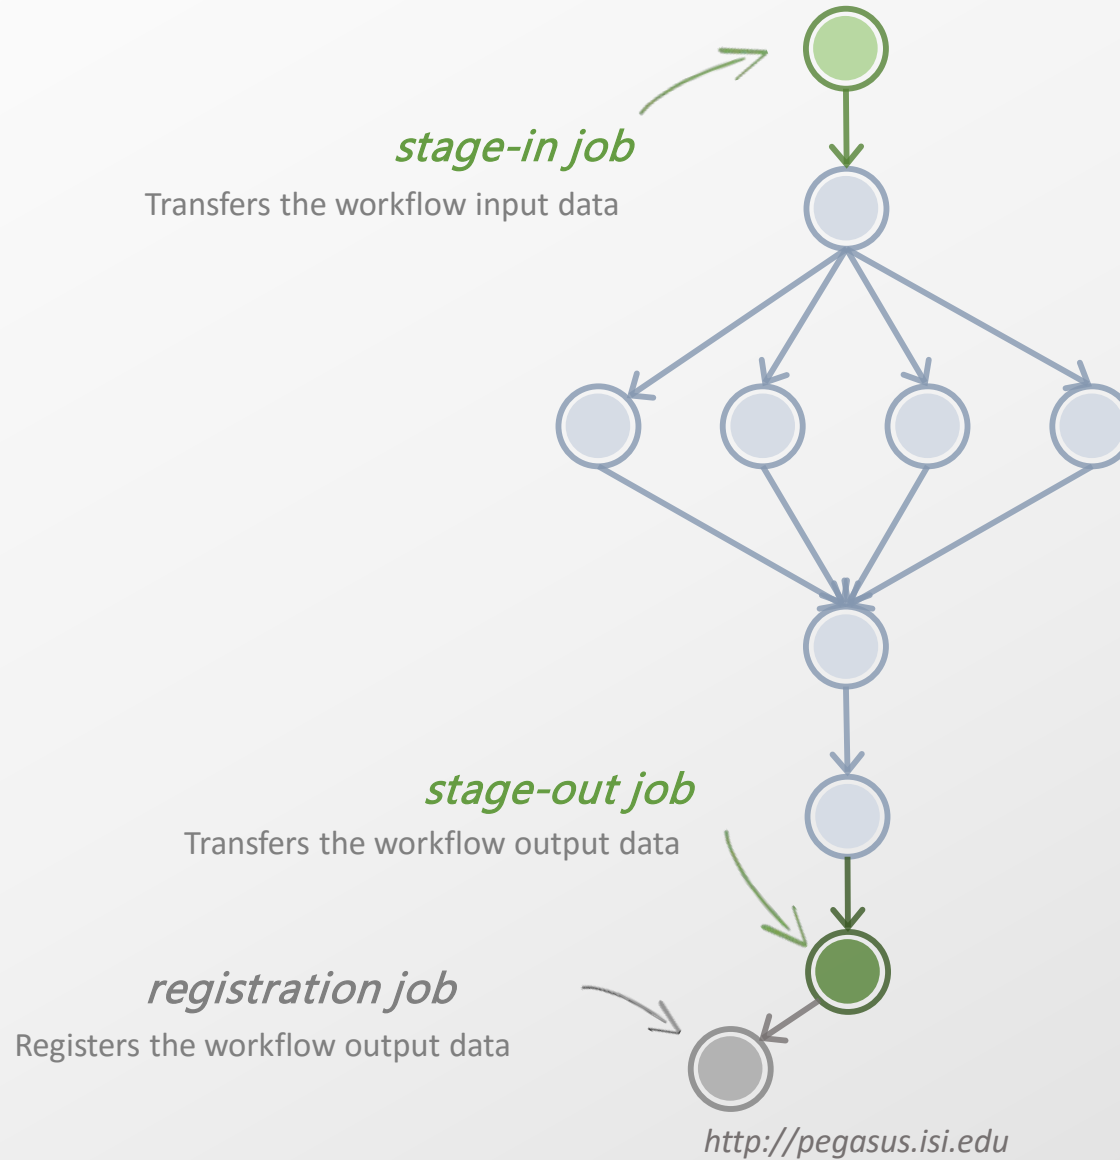 stage-in job
Transfers the workflow input data
stage-out job
Transfers the workflow output data
registration job
Registers the workflow output data
http://pegasus.isi.edu